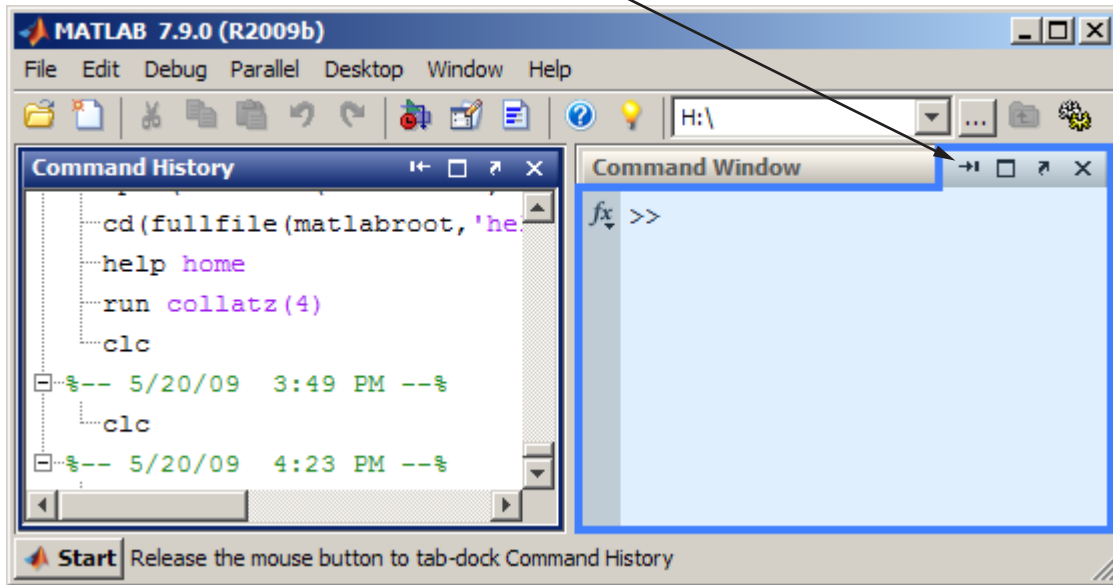 MATLAB 7.9.0 (R2009b)
File Edit Debug Parallel Desktop Window Help
H:\
...
Command History
Command Window
cd(fullfile(matlabroot,'he
help home
run collatz(4)
clc
%-- 5/20/09 3:49 PM --%
clc
%-- 5/20/09 4:23 PM --%
fx >>
Start Release the mouse button to tab-dock Command History